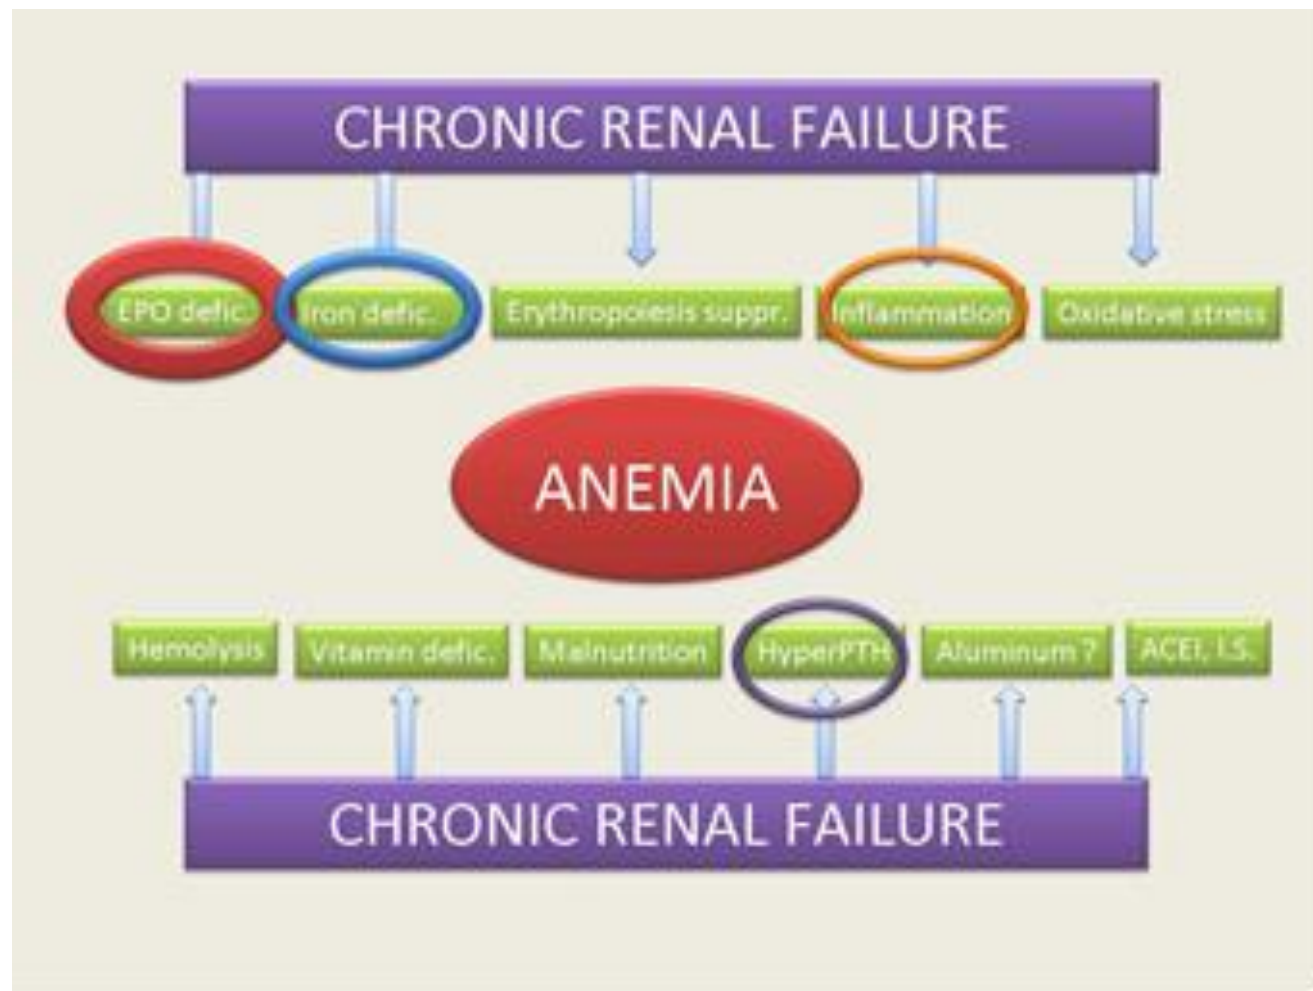 CHRONIC RENAL FAILURE
EPO defic. Iron defic. Erythropoiesis suppr. Inflammation Oxidative stress
ANEMIA
Hemolysis Vitamin defic. Malnutrition HyperPTH Aluminum ? ACEI, I.S.
CHRONIC RENAL FAILURE